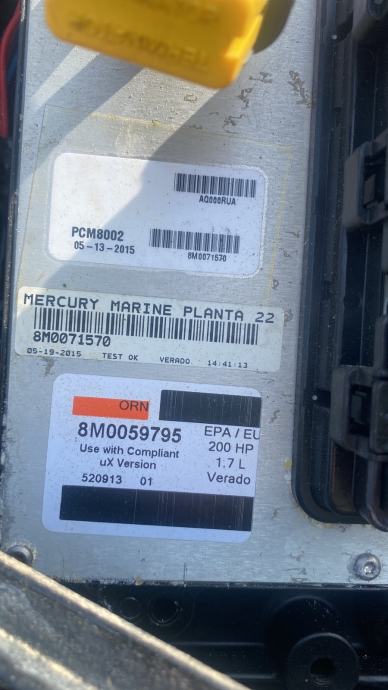 AQ000RUA
PCM8002
05-13-2015
8M0071570
MERCURY MARINE PLANTA 22
8M0071570
05-19-2015 TEST OK VERADO 14:41:13
ORN
8M0059795
EPA / EU
Use with Compliant
200 HP
uX Version
1.7 L
520913 01
Verado